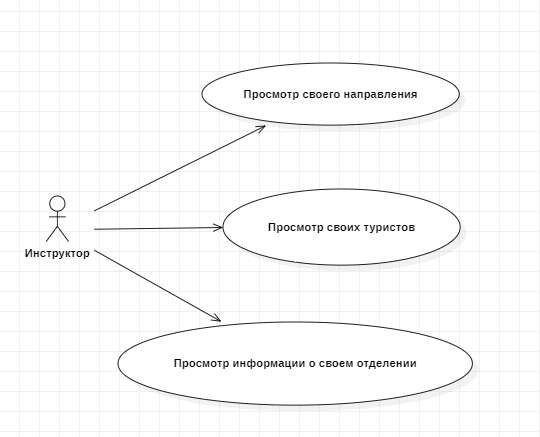 Просмотр своего направления
Просмотр своих туристов
Инструктор
Просмотр информации о своем отделении